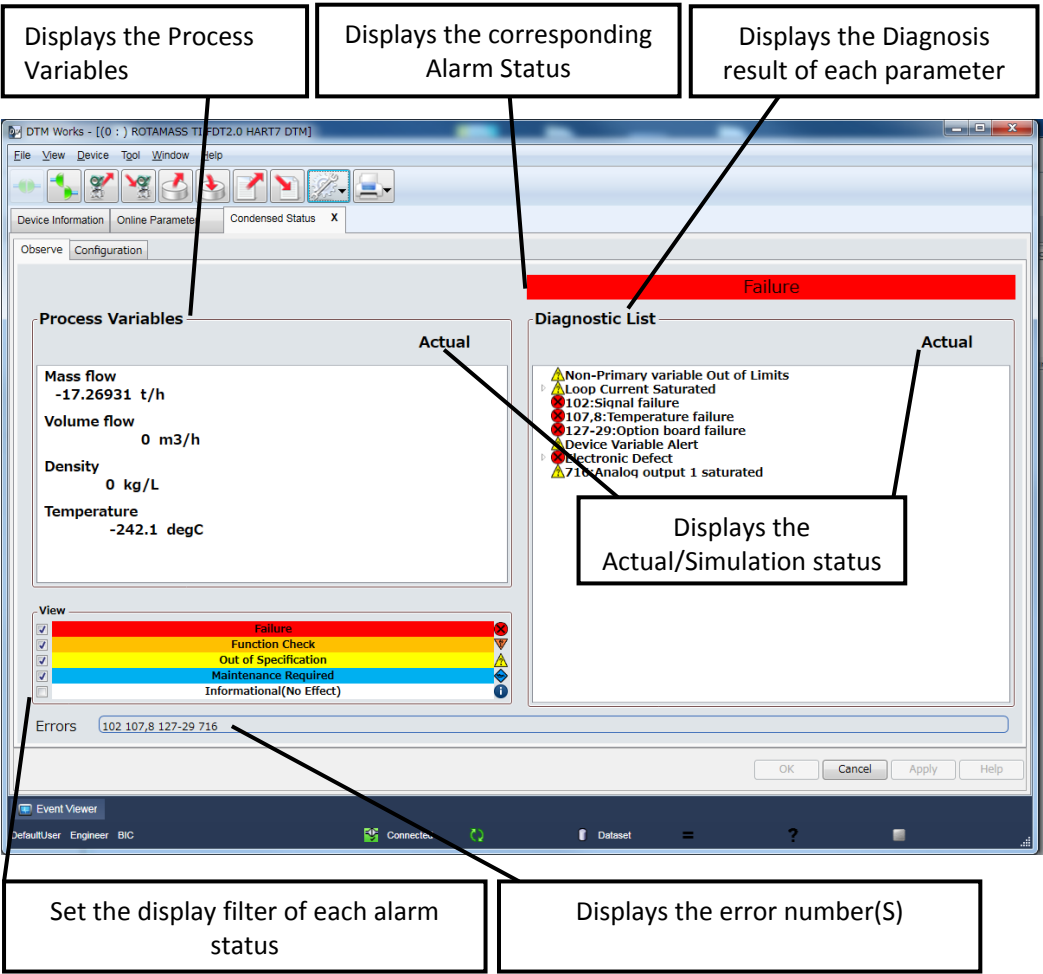 Displays the Process
Variables
Displays the corresponding
Alarm Status
Displays the Diagnosis
result of each parameter
DTM Works - [(0 : ) ROTAMASS TI FDT2.0 HART7 DTM]
File View Device Tool Window Help
Device Information Online Parameter Condensed Status X
Observe Configuration
Failure
Process Variables
Actual
Mass flow
-17.26931 t/h
Volume flow
0 m3/h
Density
0 kg/L
Temperature
-242.1 degC
Diagnostic List
Actual
Non-Primary variable Out of Limits
Loop Current Saturated
102:Signal failure
107,8:Temperature failure
127-29:Option board failure
Device Variable Alert
Electronic Defect
716:Analog output 1 saturated
Displays the
Actual/Simulation status
View
Failure
Function Check
Out of Specification
Maintenance Required
Informational(No Effect)
Errors 102 107,8 127-29 716
OK Cancel Apply Help
Event Viewer
DefaultUser Engineer BIC Connected Dataset = ?
Set the display filter of each alarm
status
Displays the error number(S)